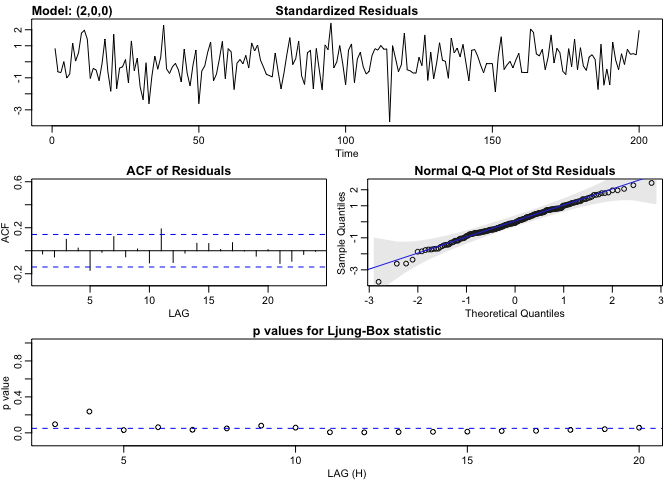 Model: (2,0,0) Standardized Residuals
2
1
-1
-3
0 50 100 150 200
Time
ACF of Residuals
ACF
0.6
0.2
-0.2
5 10 15 20
LAG
Normal Q-Q Plot of Std Residuals
Sample Quantiles
2
1
-1
-3
-3 -2 -1 0 1 2 3
Theoretical Quantiles
p values for Ljung-Box statistic
p value
0.8
0.4
0.0
5 10 15 20
LAG (H)